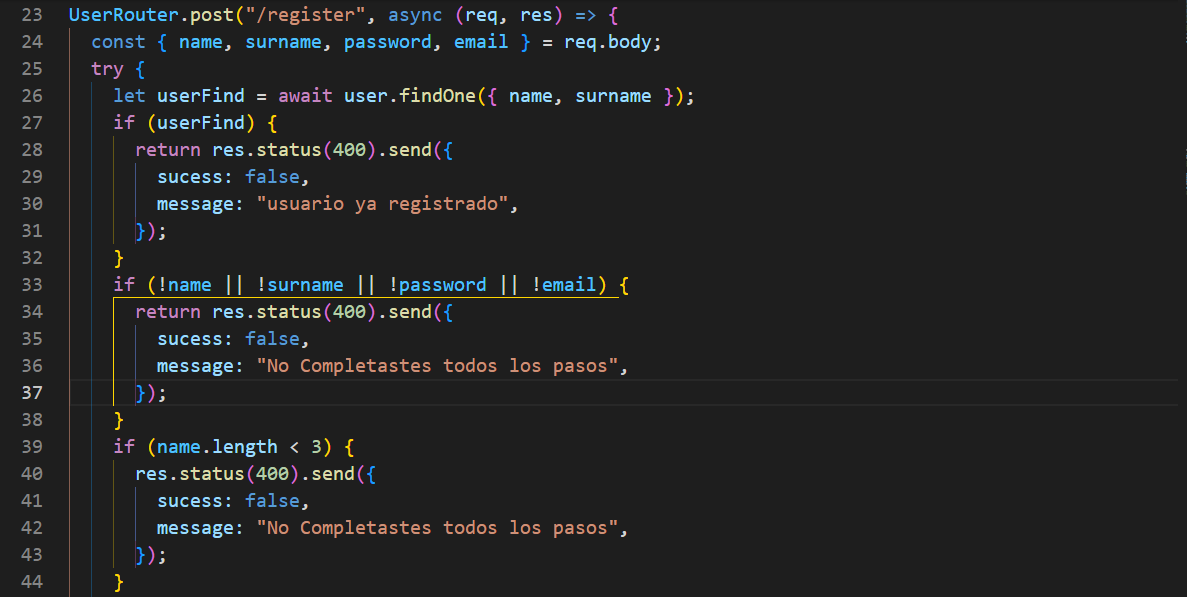 23 UserRouter.post("/register", async (req, res) => {
24 const { name, surname, password, email } = req.body;
25 try {
26 let userFind = await user.findOne({ name, surname });
27 if (userFind) {
28 return res.status(400).send({
29 sucess: false,
30 message: "usuario ya registrado",
31 });
32 }
33 if (!name || !surname || !password || !email) {
34 return res.status(400).send({
35 sucess: false,
36 message: "No Completastes todos los pasos",
37 });
38 }
39 if (name.length < 3) {
40 res.status(400).send({
41 sucess: false,
42 message: "No Completastes todos los pasos",
43 });
44 }